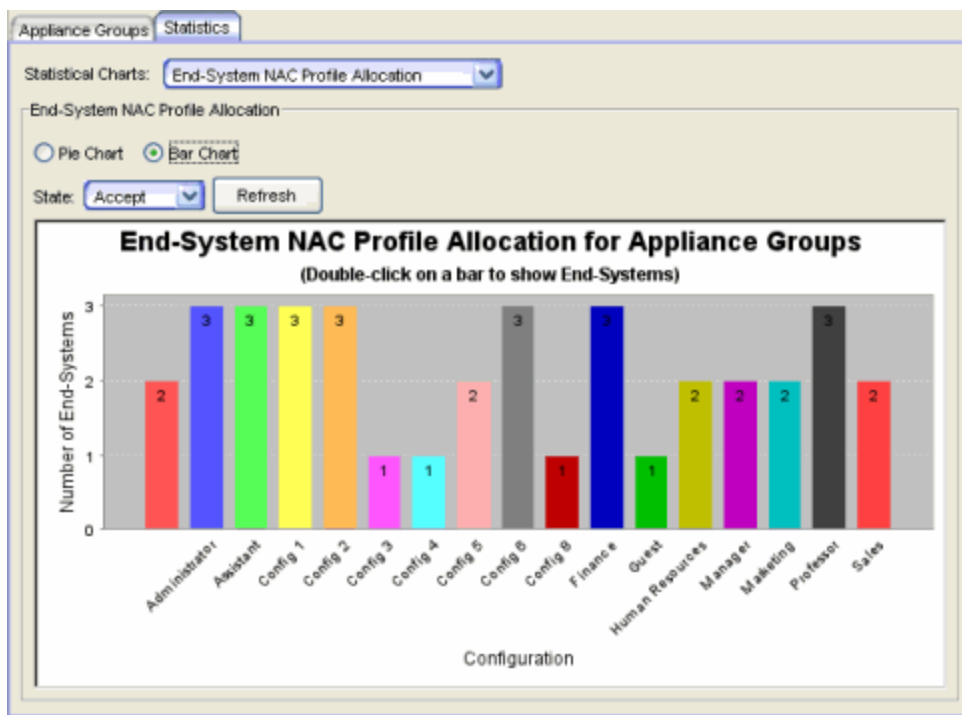 Appliance Groups Statistics
Statistical Charts: End-System NAC Profile Allocation
End-System NAC Profile Allocation
Pie Chart Bar Chart
State: Accept Refresh
End-System NAC Profile Allocation for Appliance Groups
(Double-click on a bar to show End-Systems)
Number of End-Systems
3
2
1
0
2 3 3 3 3 1 1 2 3 1 3 1 2 2 2 3 2
Administrator
Assistant
Config 1
Config 2
Config 3
Config 4
Config 5
Config 6
Config 8
Finance
Guest
Human Resources
Manager
Marketing
Professor
Sales
Configuration